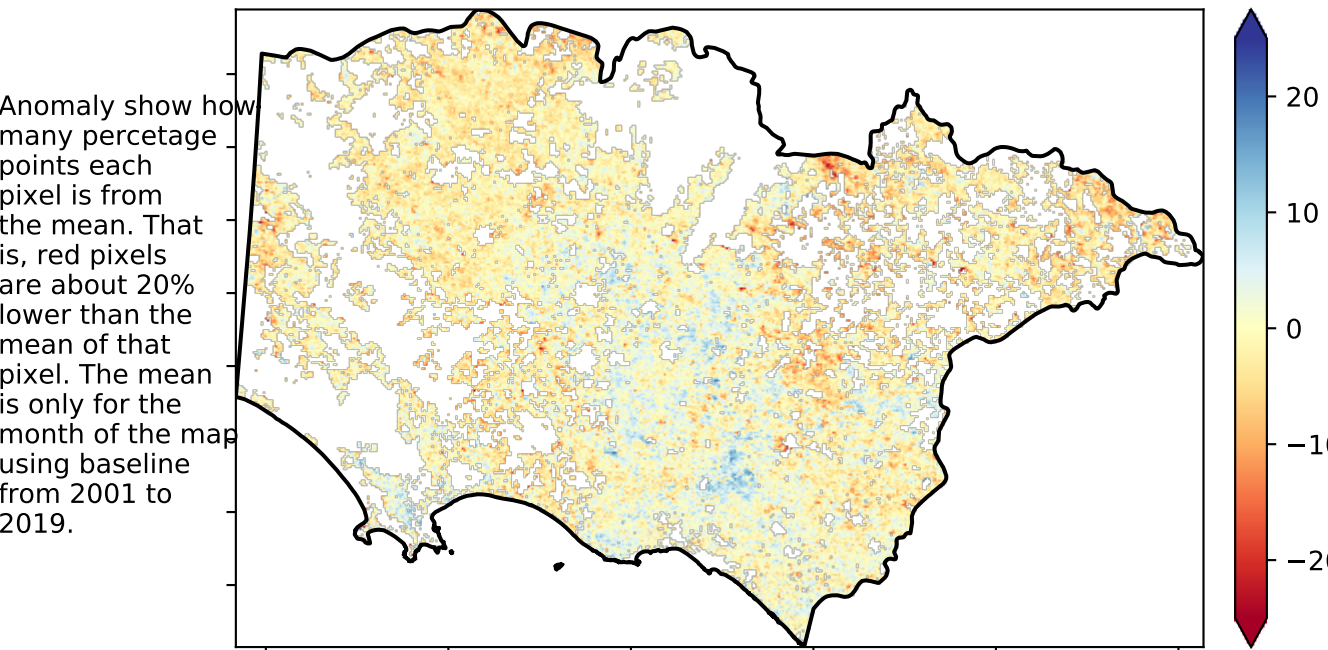 Anomaly show how
many percetage
points each
pixel is from
the mean. That
is, red pixels
are about 20%
lower than the
mean of that
pixel. The mean
is only for the
month of the map
using baseline
from 2001 to
2019.
20
10
0
−10
−20